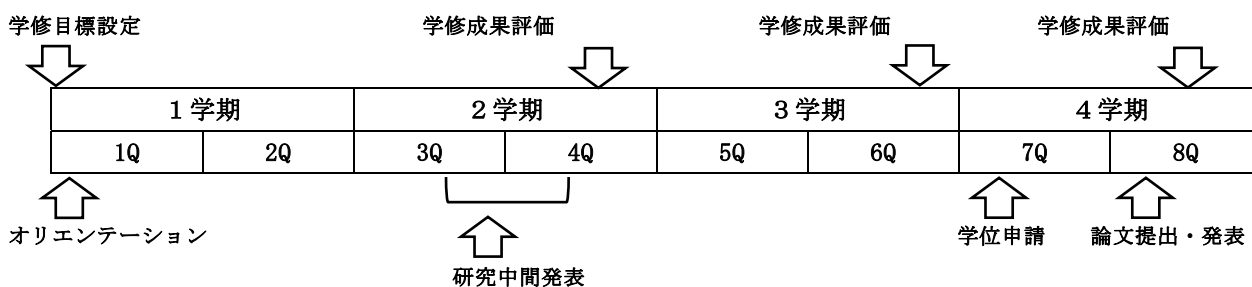 学修目標設定 学修成果評価 学修成果評価 学修成果評価
1学期 2学期 3学期 4学期
1Q 2Q 3Q 4Q 5Q 6Q 7Q 8Q
オリエンテーション 学位申請 論文提出・発表
研究中間発表